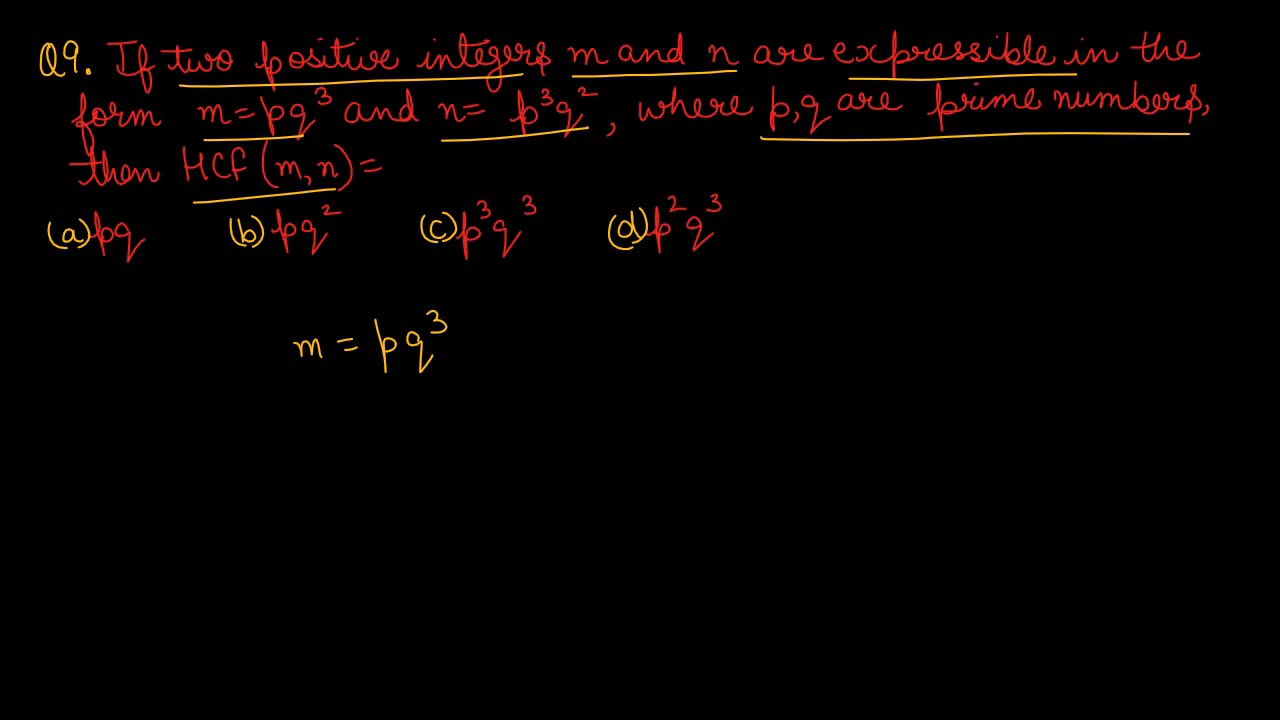 Q9. If two positive integers m and n are expressible in the
form m=pq³ and n= p³q², where p,q are prime numbers,
then HCF (m,n)=
(a) pq (b) pq² (c) p³q³ (d) p²q³
m = pq³